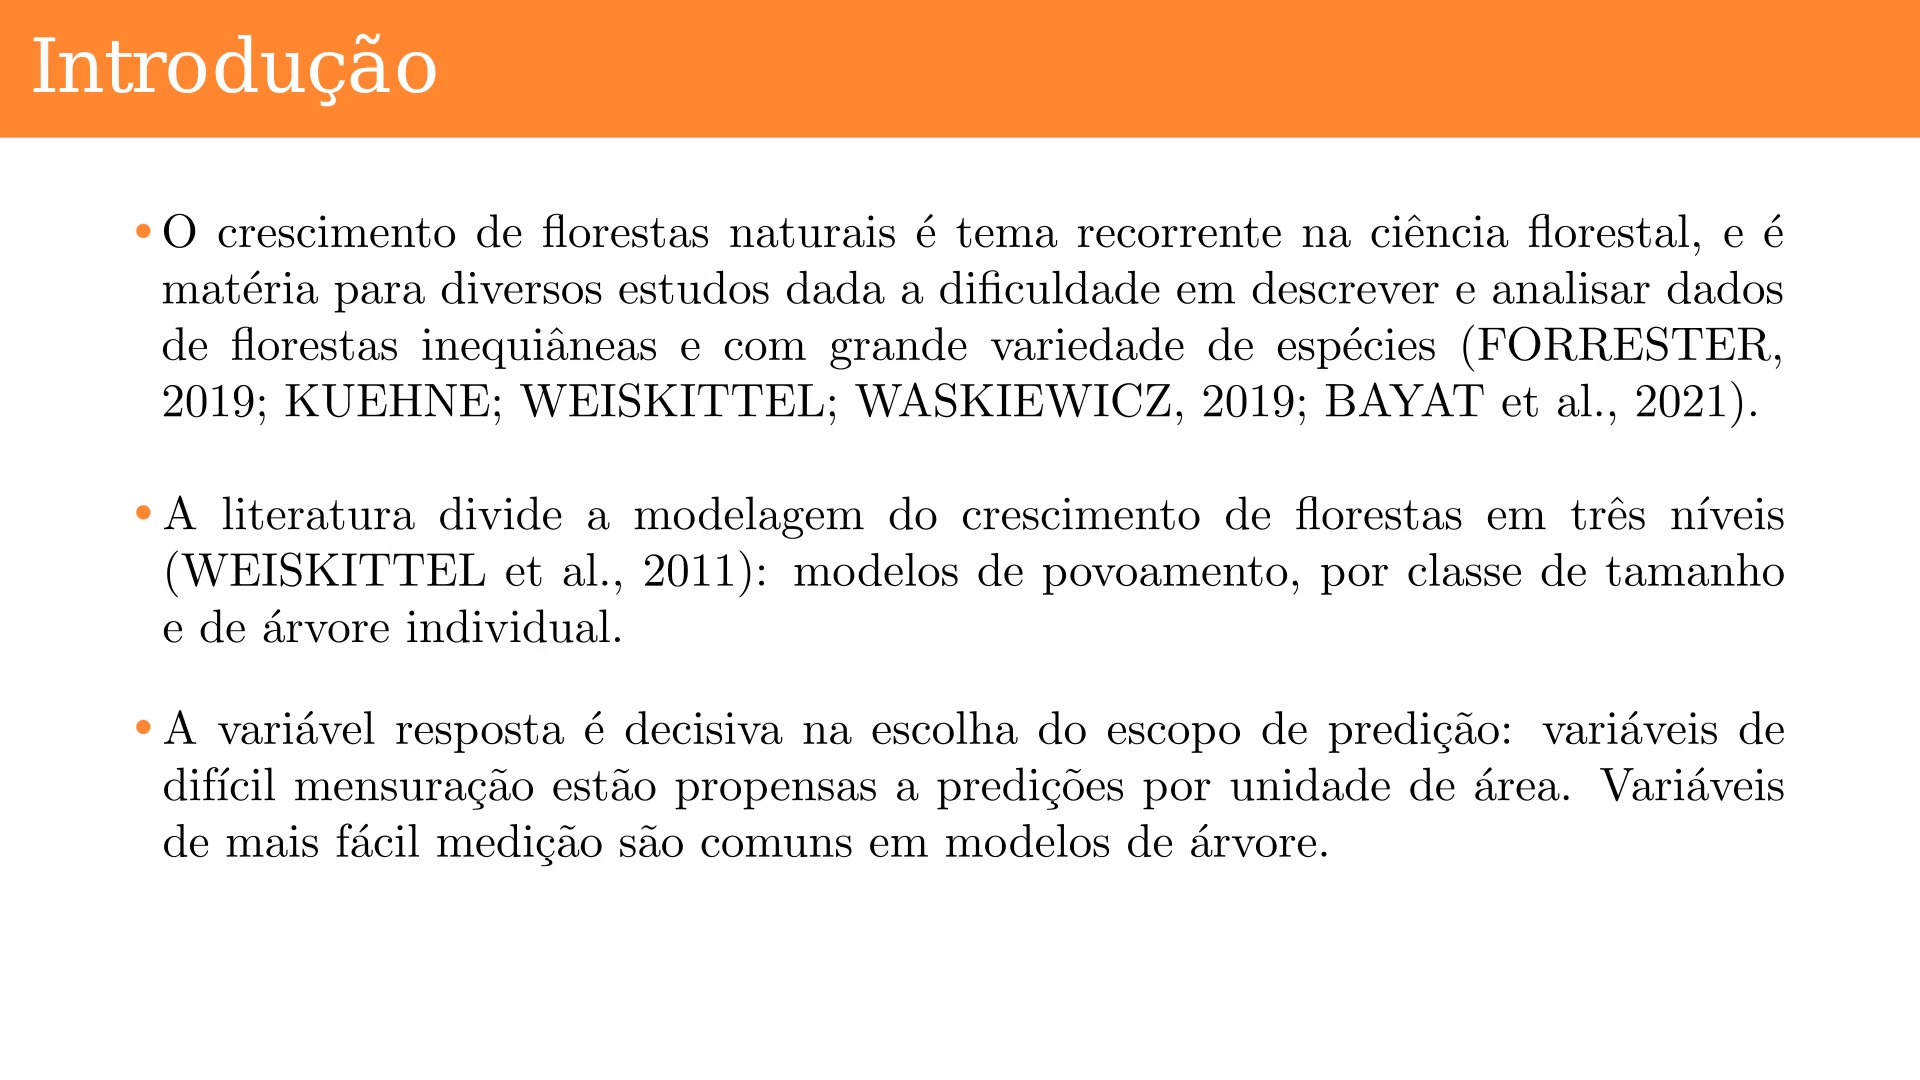 Introdução
• O crescimento de florestas naturais é tema recorrente na ciência florestal, e é
matéria para diversos estudos dada a dificuldade em descrever e analisar dados
de florestas inequiâneas e com grande variedade de espécies (FORRESTER,
2019; KUEHNE; WEISKITTEL; WASKIEWICZ, 2019; BAYAT et al., 2021).
• A literatura divide a modelagem do crescimento de florestas em três níveis
(WEISKITTEL et al., 2011): modelos de povoamento, por classe de tamanho
e de árvore individual.
• A variável resposta é decisiva na escolha do escopo de predição: variáveis de
difícil mensuração estão propensas a predições por unidade de área. Variáveis
de mais fácil medição são comuns em modelos de árvore.